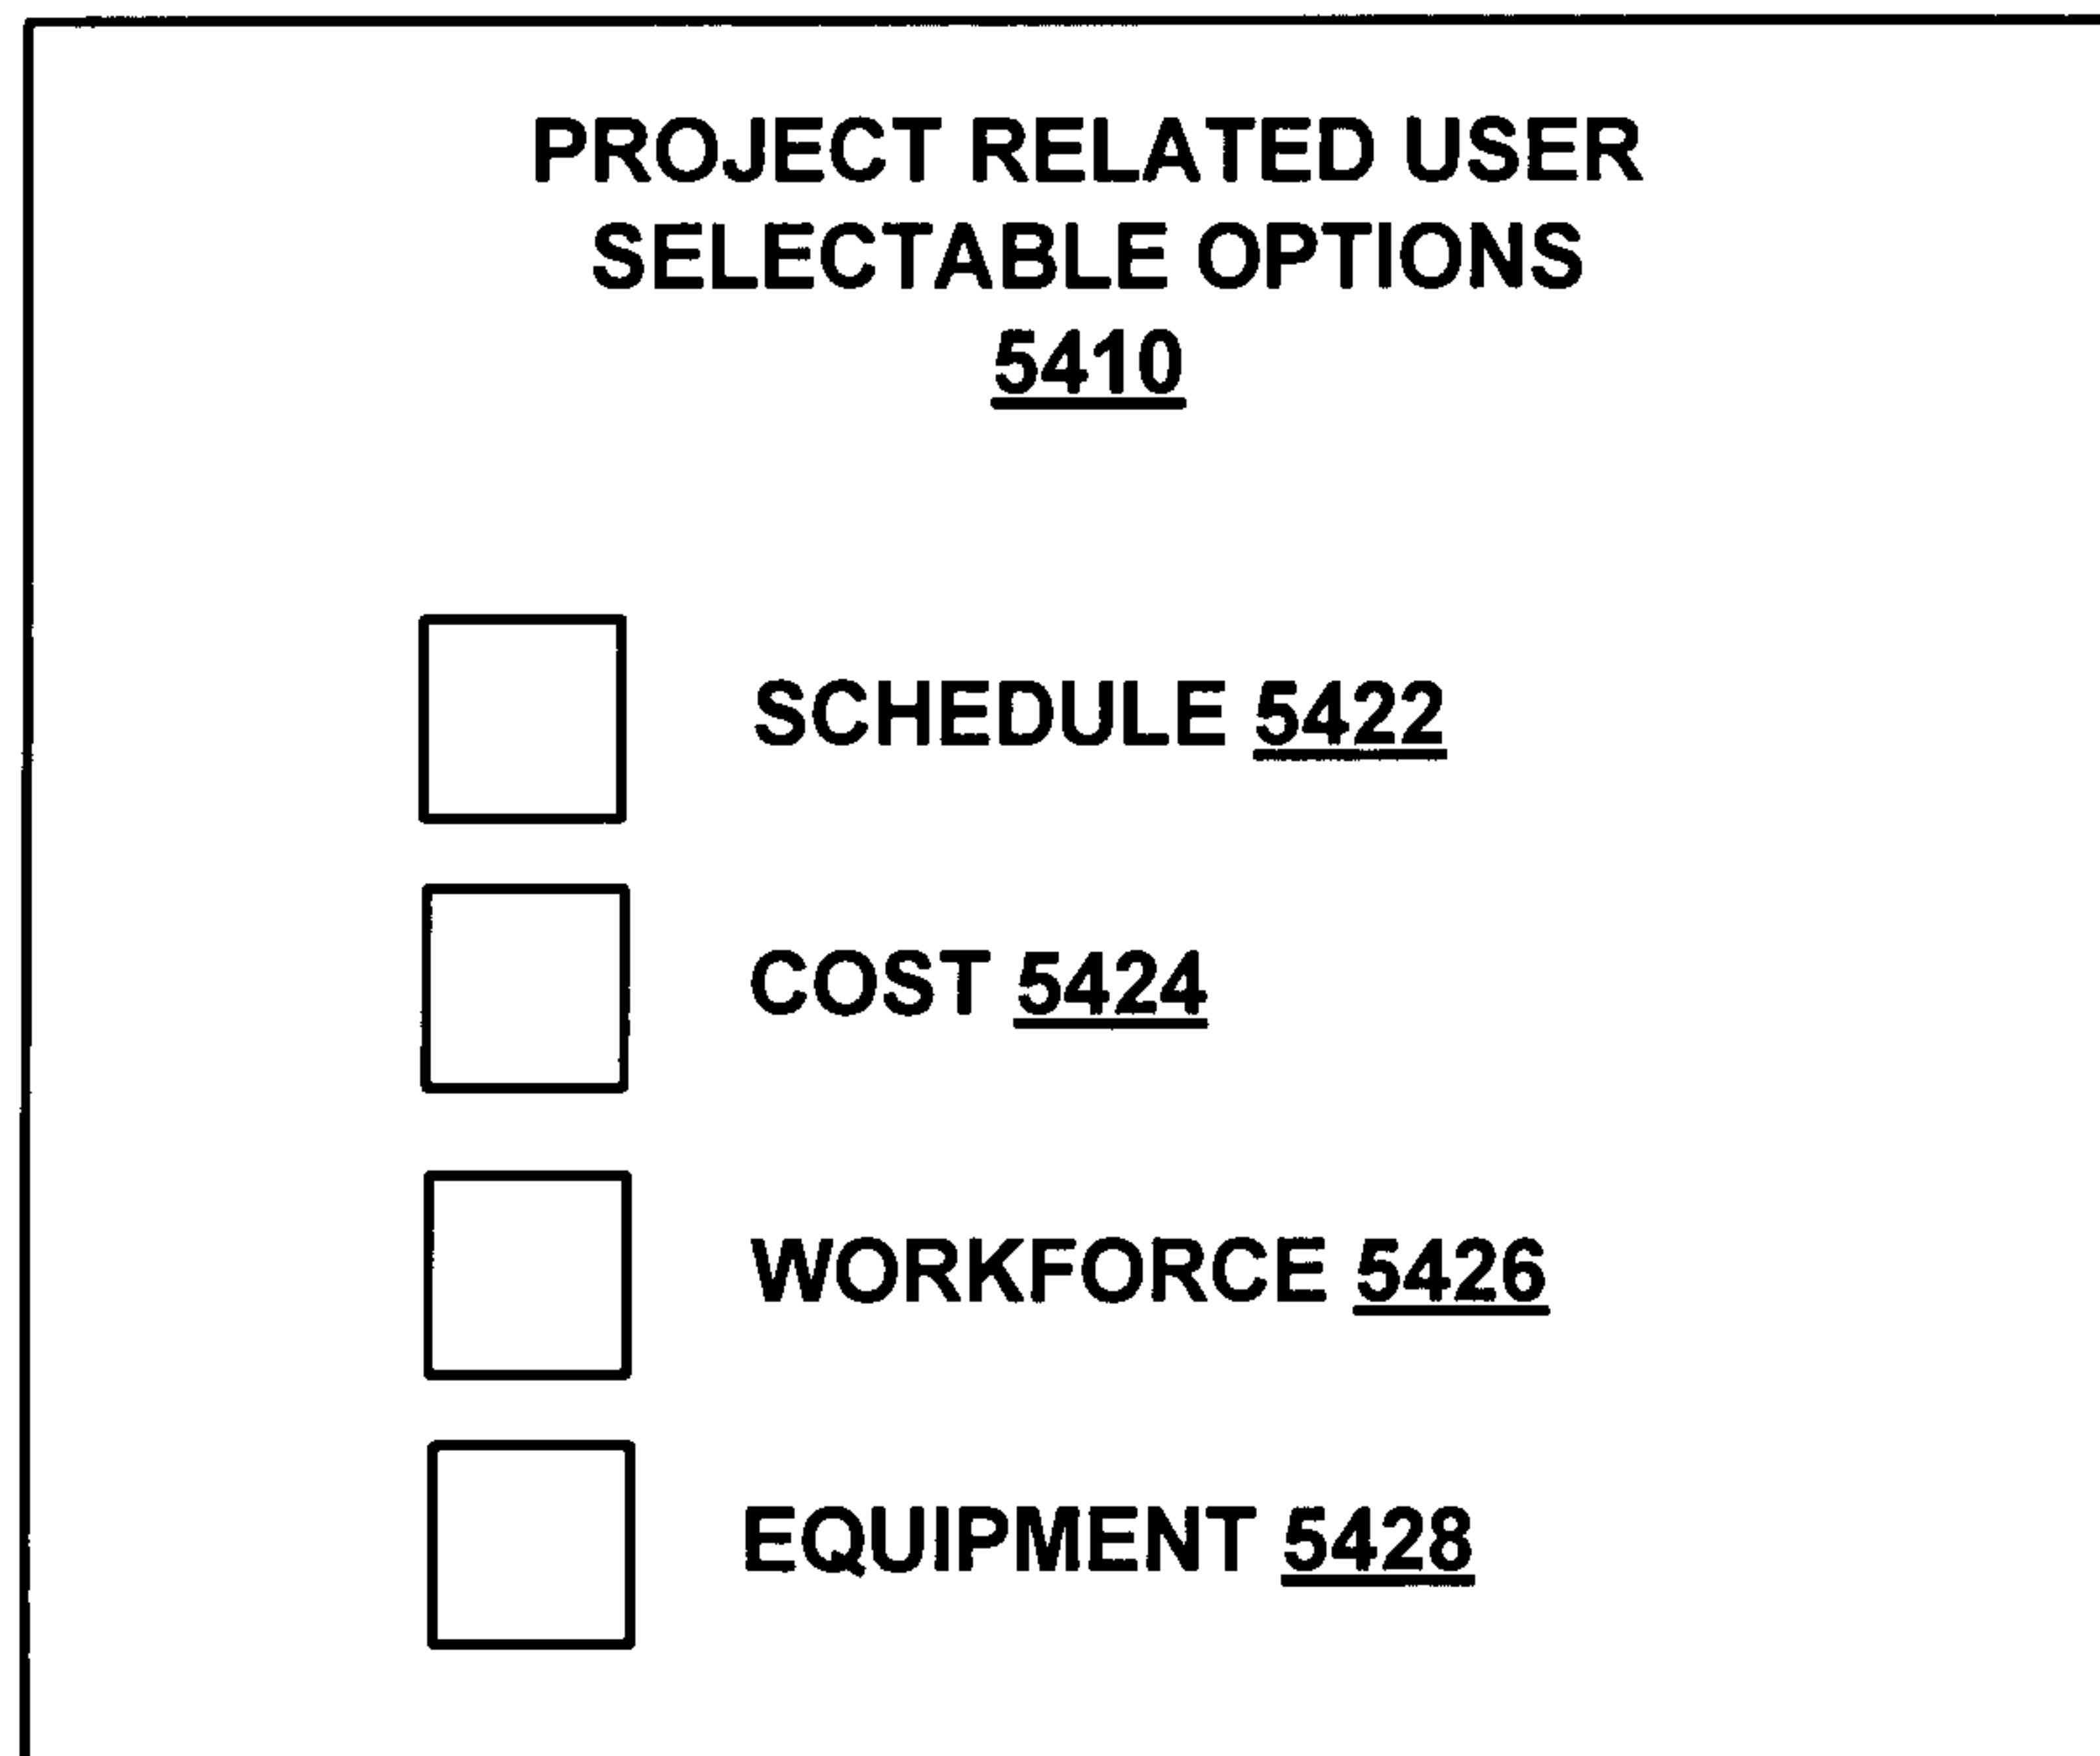 PROJECT RELATED USER
SELECTABLE OPTIONS
5410
SCHEDULE 5422
COST 5424
WORKFORCE 5426
EQUIPMENT 5428